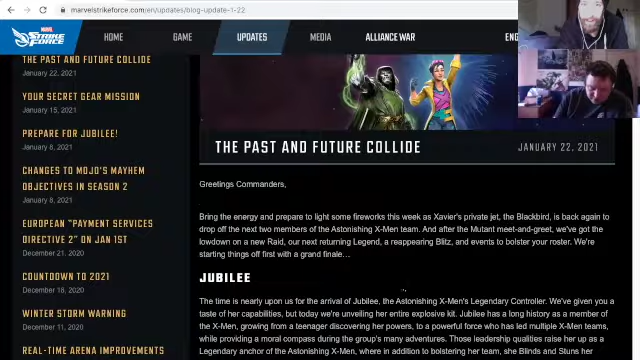 marvelstrikeforce.com/en/updates/blog-update-1-22
MARVEL
STRIKE FORCE
HOME
GAME
UPDATES
MEDIA
ALLIANCE WAR
ENG
THE PAST AND FUTURE COLLIDE
January 22, 2021
YOUR SECRET GEAR MISSION
January 15, 2021
PREPARE FOR JUBILEE!
January 8, 2021
CHANGES TO MOJO'S MAYHEM
OBJECTIVES IN SEASON 2
January 8, 2021
EUROPEAN "PAYMENT SERVICES
DIRECTIVE 2" ON JAN 1ST
December 21, 2020
COUNTDOWN TO 2021
December 18, 2020
WINTER STORM WARNING
December 11, 2020
REAL-TIME ARENA IMPROVEMENTS
THE PAST AND FUTURE COLLIDE
JANUARY 22, 2021
Greetings Commanders,
Bring the energy and prepare to light some fireworks this week as Xavier's private jet, the Blackbird, is back again to
drop off the next two members of the Astonishing X-Men team. And after the Mutant meet-and-greet, we've got the
lowdown on a new Raid, our next returning Legend, a reappearing Blitz, and events to bolster your roster. We're
starting things off first with a grand finale…
JUBILEE
The time is nearly upon us for the arrival of Jubilee, the Astonishing X-Men's Legendary Controller. We've given you a
taste of her capabilities, but today we're unveiling her entire explosive kit. Jubilee has a long history as a member of
the X-Men, growing from a teenager discovering her powers, to a powerful force who has led multiple X-Men teams,
while providing a moral compass during the group's many adventures. Those leadership qualities raise her up as a
Legendary anchor of the Astonishing X-Men, where in addition to bolstering her team, she Blinds and Stuns her